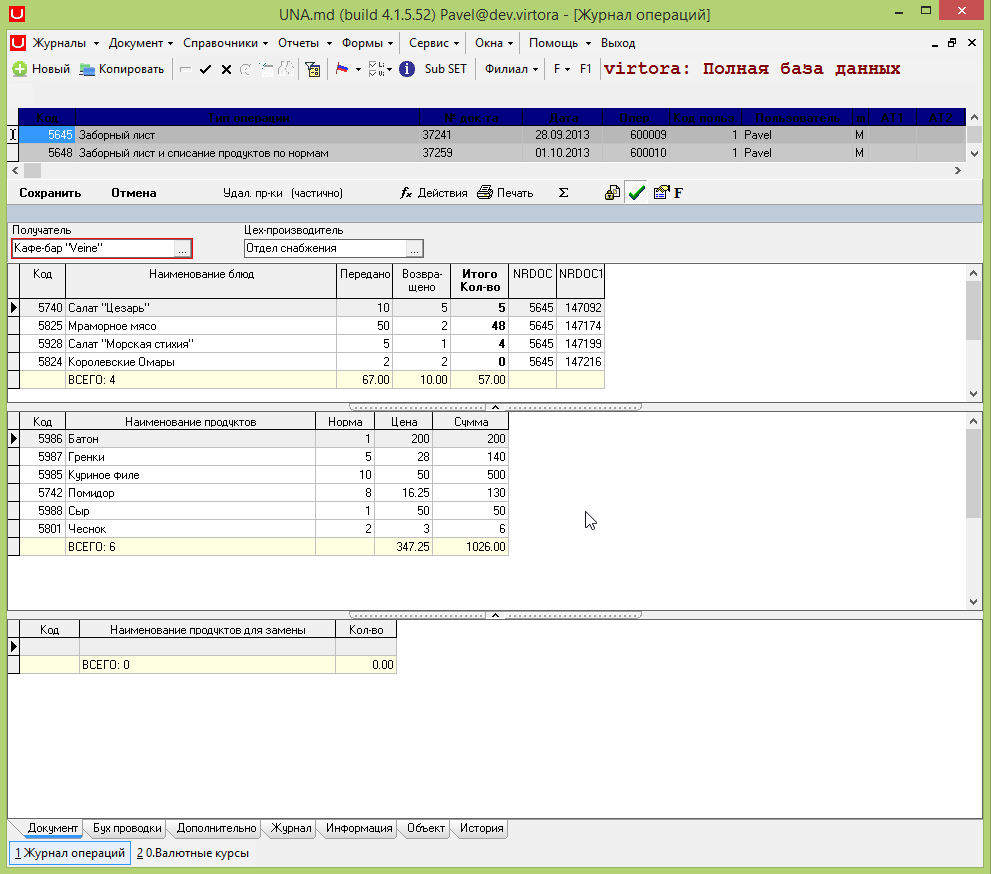 UNA.md (build 4.1.5.52) Pavel@dev.virtora - [Журнал операций]
Журналы Документ Справочники Отчеты Формы Сервис Окна Помощь Выход
Новый Копировать Sub SET Филиал F F1 virtora: Полная база данных
Код Тип операции № док-та Дата Опер. Код польз. Пользователь m A11 A12
5645 Заборный лист 37241 28.09.2013 600009 1 Pavel M
5648 Заборный лист и списание продуктов по нормам 37259 01.10.2013 600010 1 Pavel M
Сохранить Отмена Удал. пр-ки (частично) fx Действия Печать Σ F
Получатель Цех-производитель
Кафе-бар "Veine" ... Отдел снабжения ...
Код Наименование блюд Передано Возвра- Итого NRDOC NRDOC1
щено Кол-во
5740 Салат "Цезарь" 10 5 5 5645 147092
5825 Мраморное мясо 50 2 48 5645 147174
5928 Салат "Морская стихия" 5 1 4 5645 147199
5824 Королевские Омары 2 2 0 5645 147216
ВСЕГО: 4 67.00 10.00 57.00
Код Наименование продуктов Норма Цена Сумма
5986 Батон 1 200 200
5987 Гренки 5 28 140
5985 Куриное Филе 10 50 500
5742 Помидор 8 16.25 130
5988 Сыр 1 50 50
5801 Чеснок 2 3 6
ВСЕГО: 6 347.25 1026.00
Код Наименование продуктов для замены Кол-во
ВСЕГО: 0 0.00
Документ Бух проводки Дополнительно Журнал Информация Объект История
1 Журнал операций 2 0.Валютные курсы